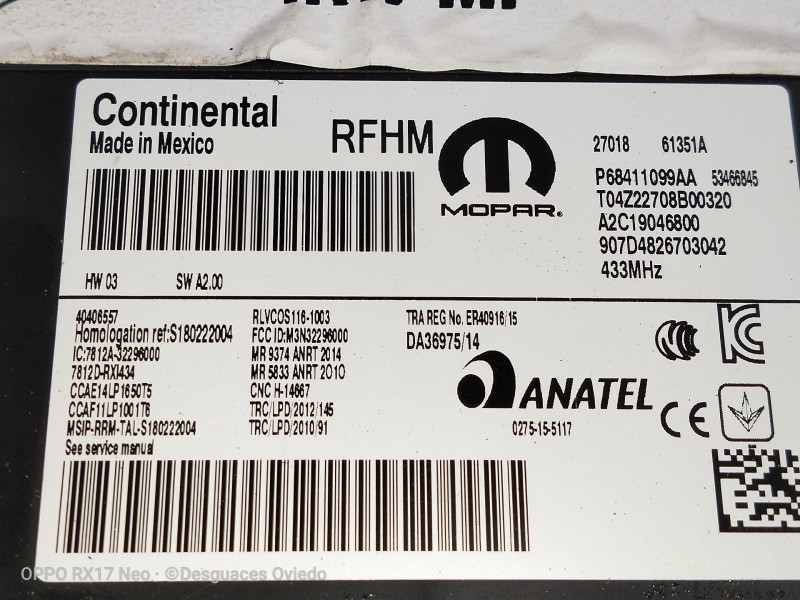 Continental
Made in Mexico
RFHM
MOPAR®
27018 61351A
P68411099AA 53466845
T04Z22708B00320
A2C19046800
907D4826703042
433MHz
HW 03 SW A2.00
40406557
Homologation ref:S180222004
IC:7812A-32296000
7812D-RXI434
CCAE14LP1650T5
CCAF11LP1001T6
MSIP-RRM-TAL-S180222004
See service manual
RLVCOS116-1003
FCC ID:M3N32296000
MR 9374 ANRT 2014
MR 5833 ANRT 2010
CNC H-14667
TRC/LPD/2012/145
TRC/LPD/2010/91
TRA REG No. ER40916/15
DA36975/14
ANATEL
0275-15-5117
CE
OPPO RX17 Neo · ©Desguaces Oviedo